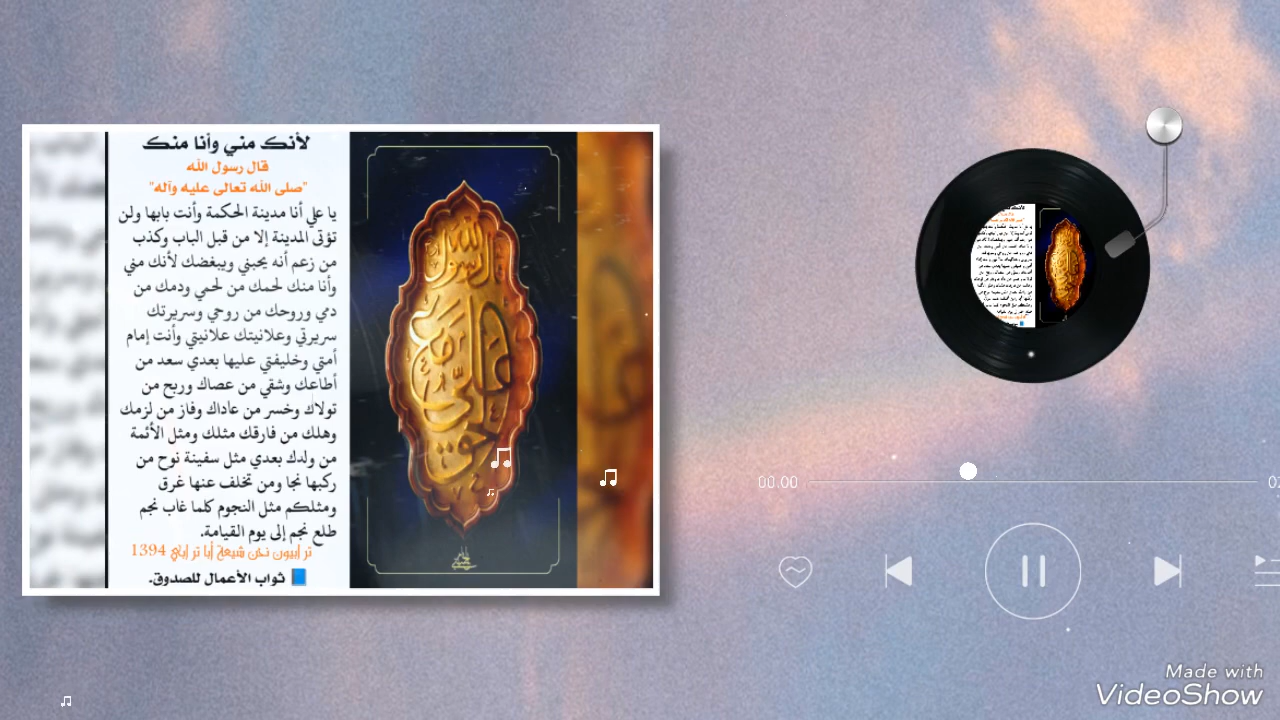 لأنك مني وأنا منك
قال رسول الله
"صلى الله تعالى عليه وآله"
يا علي أنا مدينة الحكمة وأنت بابها ولن
تؤتى المدينة إلا من قبل الباب وكذب
من زعم أنه يحبني ويبغضك لأنك مني
وأنا منك لحمك من لحمي ودمك من
دمي وروحك من روحي وسريرتك
سريرتي وعلانيتك علانيتي وأنت إمام
أمتي وخليفتي عليها بعدي سعد من
أطاعك وشقي من عصاك وربح من
تولاك وخسر من عاداك وفاز من لزمك
وهلك من فارقك مثلك ومثل الأئمة
من ولدك بعدي مثل سفينة نوح من
ركبها نجا ومن تخلف عنها غرق
ومثلكم مثل النجوم كلما غاب نجم
طلع نجم إلى يوم القيامة.
ترابيون نحن شيعة أبا تراب 1394
ثواب الأعمال للصدوق.
00:00
Made with
VideoShow